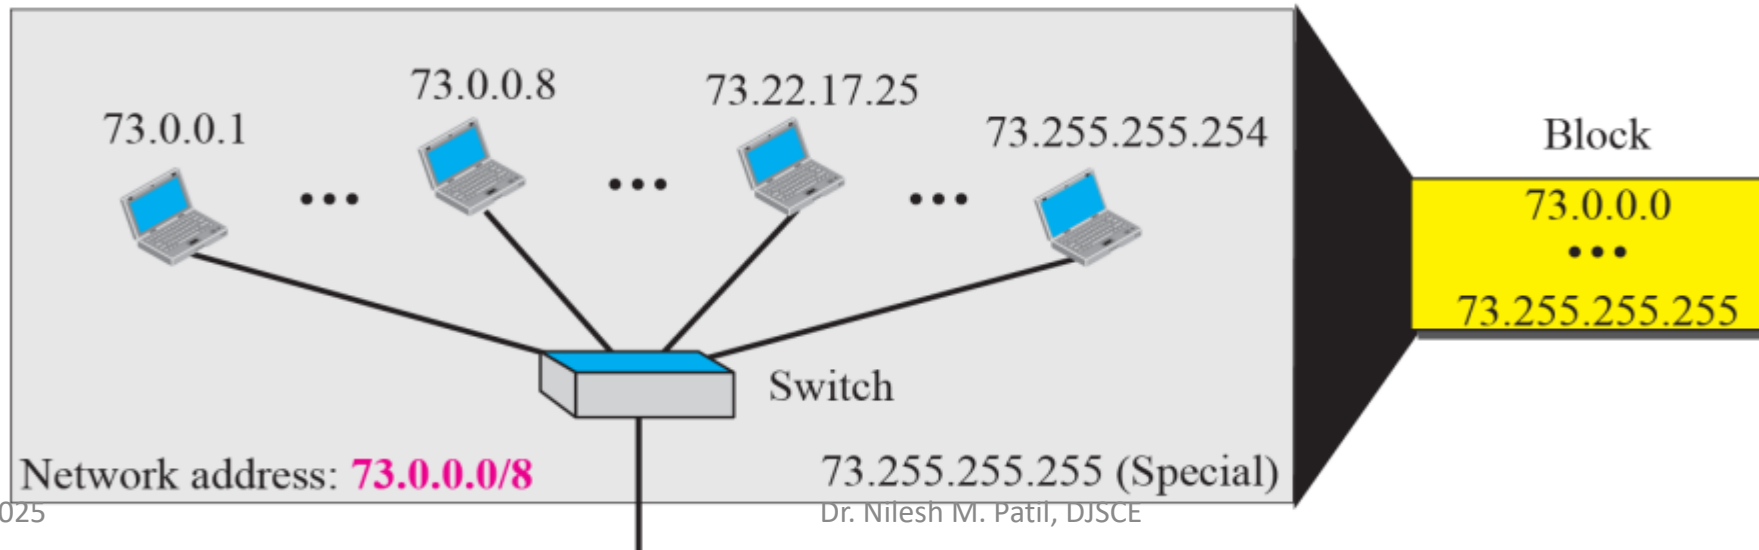 73.0.0.1
73.0.0.8
73.22.17.25
73.255.255.254
Switch
Network address: 73.0.0.0/8
73.255.255.255 (Special)
Block
73.0.0.0
73.255.255.255
025
Dr. Nilesh M. Patil, DJSCE